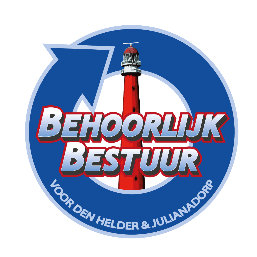 BEHOORLIJK
BESTUUR
VOOR DEN HELDER & JULIANADORP